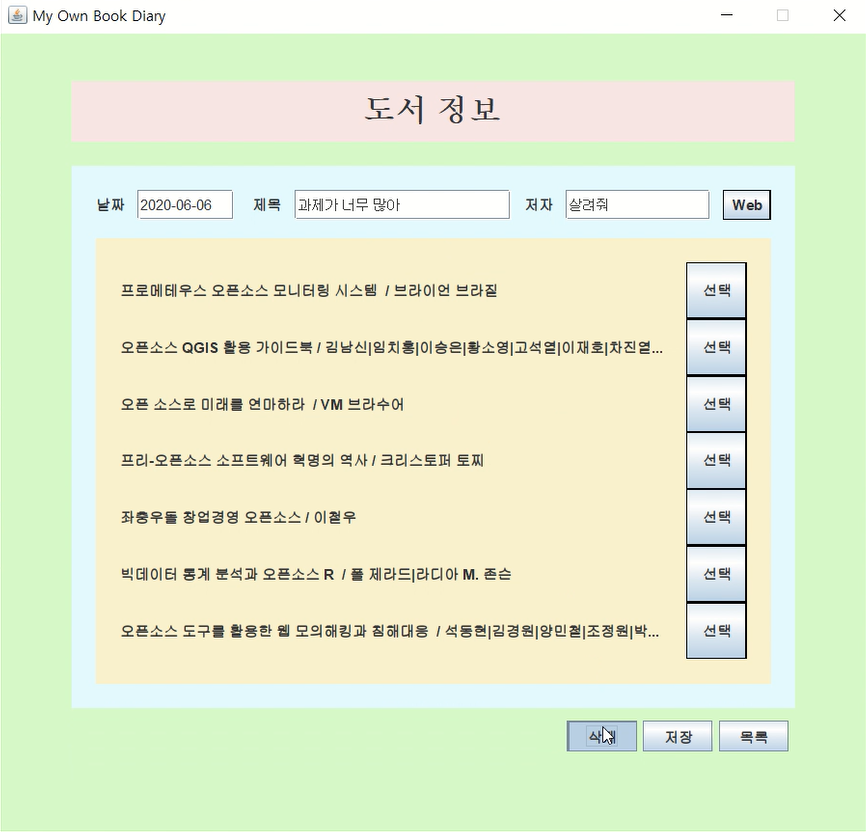 My Own Book Diary
도서 정보
날짜 2020-06-06 제목 과제가 너무 많아 저자 살려줘 Web
프로메테우스 오픈소스 모니터링 시스템 / 브라이언 브라질 선택
오픈소스 QGIS 활용 가이드북 / 김남신|임치홍|이승은|황소영|고석열|이재호|차진열... 선택
오픈 소스로 미래를 연마하라 / VM 브라수어 선택
프리-오픈소스 소프트웨어 혁명의 역사 / 크리스토퍼 토찌 선택
좌충우돌 창업경영 오픈소스 / 이철우 선택
빅데이터 통계 분석과 오픈소스 R / 폴 제라드|라디아 M. 존슨 선택
오픈소스 도구를 활용한 웹 모의해킹과 침해대응 / 석동현|김경원|양민철|조정원|박... 선택
삭제 저장 목록